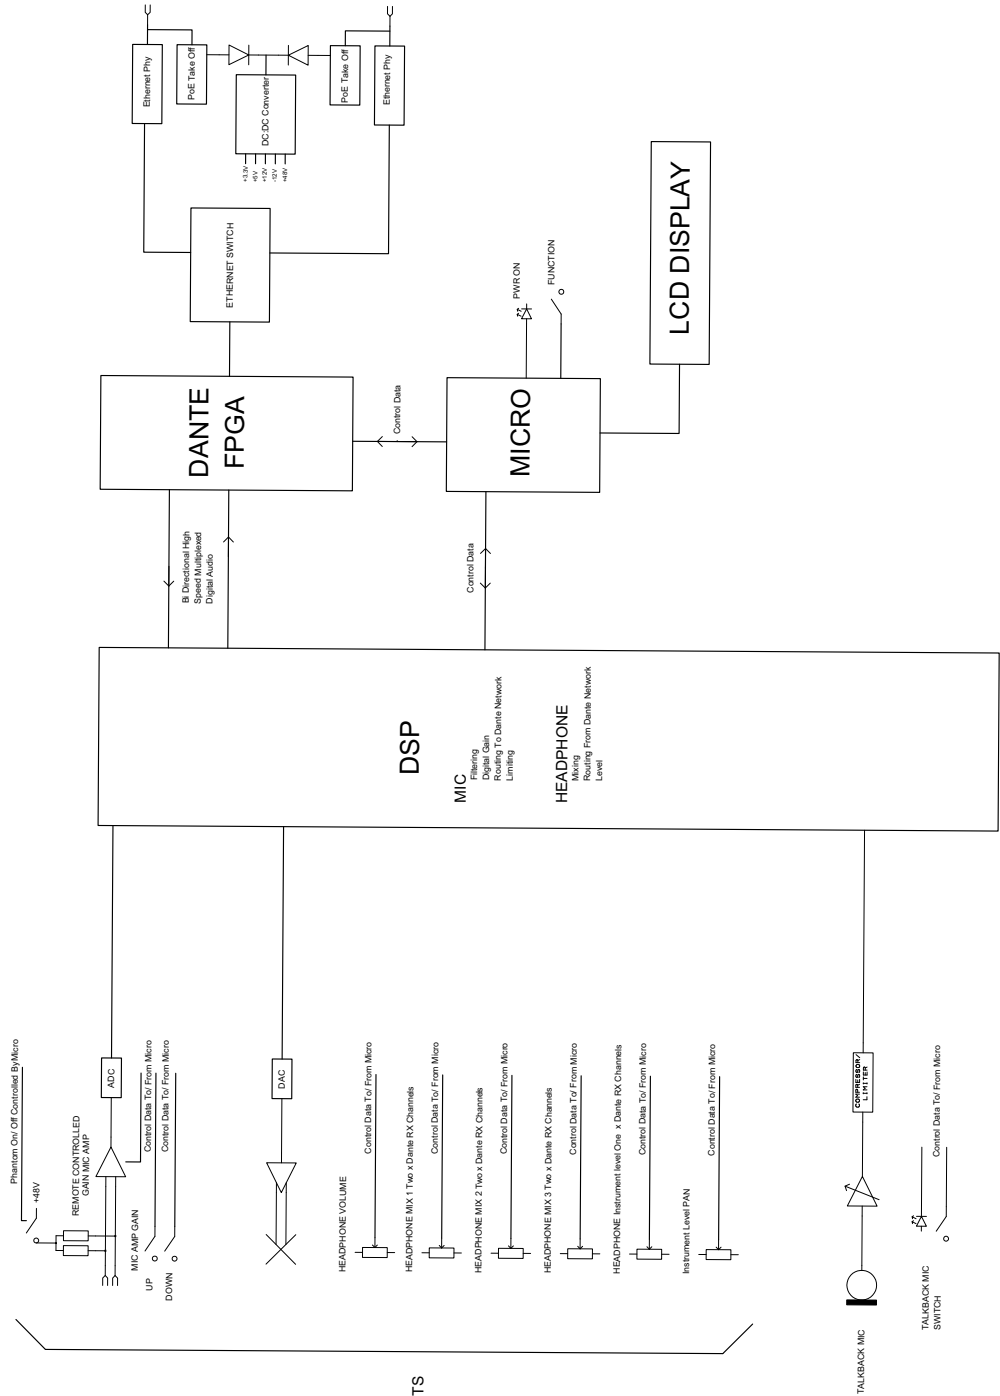 Phantom On/ Off Controlled By Micro
+48V
REMOTE CONTROLLED
GAIN MIC AMP
MIC AMP GAIN
UP
DOWN
ADC
Control Data To/ From Micro
Control Data To/ From Micro
DAC
HEADPHONE VOLUME
Control Data To/ From Micro
HEADPHONE MIX 1 Two x Dante RX Channels
Control Data To/ From Micro
HEADPHONE MIX 2 Two x Dante RX Channels
Control Data To/ From Micro
HEADPHONE MIX 3 Two x Dante RX Channels
Control Data To/ From Micro
HEADPHONE Instrument level One x Dante RX Channels
Control Data To/ From Micro
Instrument Level PAN
Control Data To/ From Micro
TS
TALKBACK MIC
COMPRESSOR/
LIMITER
TALKBACK MIC
SWITCH
Control Data To/ From Micro
DSP
MIC
Filtering
Digital Gain
Routing To Dante Network
Limiting
HEADPHONE
Mixing
Routing From Dante Network
Level
Bi Directional High
Speed Multiplexed
Digital Audio
Control Data
DANTE
FPGA
Control Data
MICRO
PWR ON
FUNCTION
LCD DISPLAY
ETHERNET SWITCH
Ethernet Phy
PoE Take Off
DC:DC Converter
+3.3V
+5V
+12V
-12V
+48V
PoE Take Off
Ethernet Phy